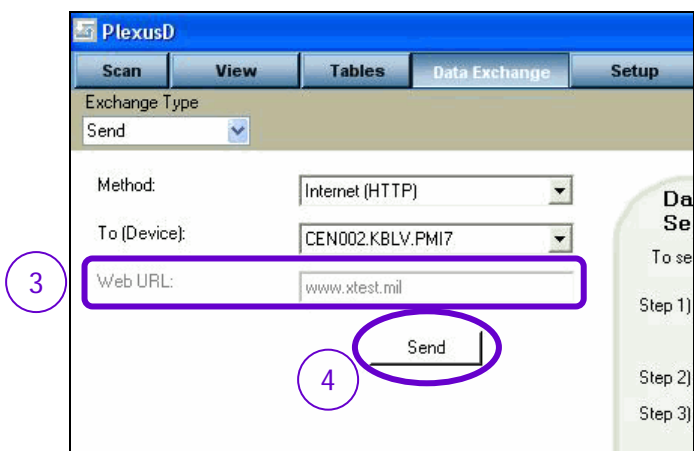 PlexusD
Scan View Tables Data Exchange Setup
Exchange Type
Send
Method: Internet (HTTP)
Da
Se
To (Device): CEN002.KBLV.PMI7
To se
3 Web URL: www.xtest.mil
Step 1)
Send
4
Step 2)
Step 3)